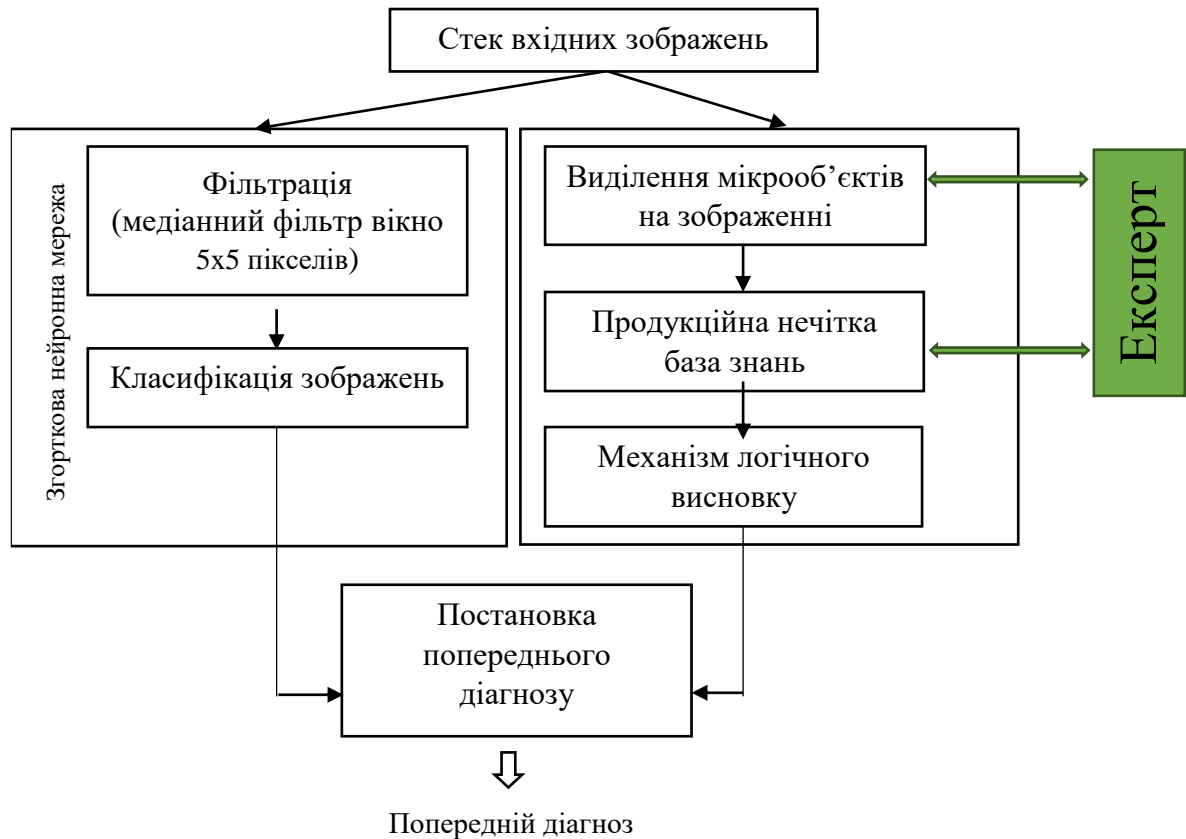 Стек вхідних зображень
Згорткова нейронна мережа
Фільтрація
(медіанний фільтр вікно
5х5 пікселів)
Класифікація зображень
Виділення мікрооб’єктів
на зображенні
Продукційна нечітка
база знань
Механізм логічного
висновку
Експерт
Постановка
попереднього
діагнозу
Попередній діагноз